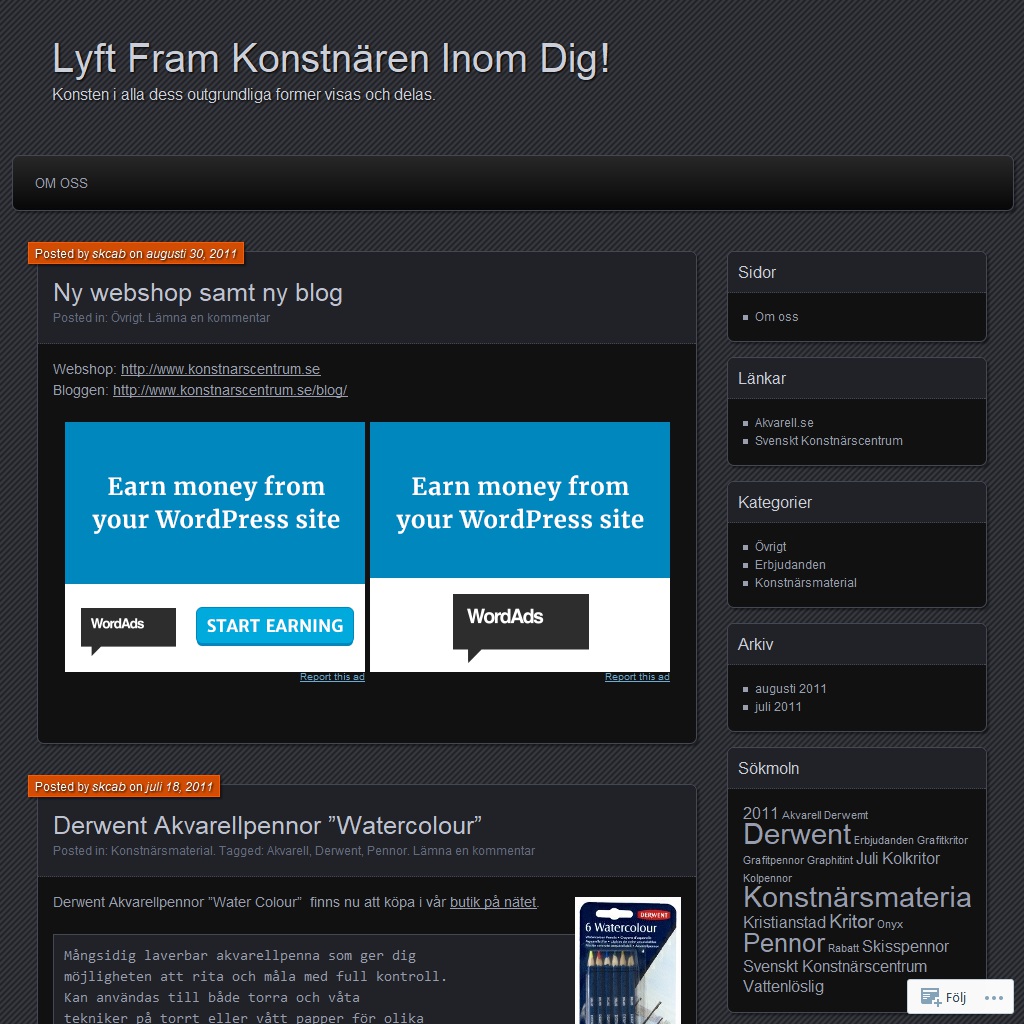 Lyft Fram Konstnären Inom Dig!
Konsten i alla dess outgrundliga former visas och delas.
OM OSS
Posted by skcab on augusti 30, 2011
Ny webshop samt ny blog
Posted in: Övrigt. Lämna en kommentar
Webshop: http://www.konstnarscentrum.se
Bloggen: http://www.konstnarscentrum.se/blog/
Earn money from
your WordPress site
WordAds
START EARNING
Report this ad
Earn money from
your WordPress site
WordAds
Report this ad
Posted by skcab on juli 18, 2011
Derwent Akvarellpennor ”Watercolour”
Posted in: Konstnärsmaterial. Tagged: Akvarell, Derwent, Pennor. Lämna en kommentar
Derwent Akvarellpennor ”Water Colour”  finns nu att köpa i vår butik på nätet.
DERWENT
6 Watercolour
Mångsidig laverbar akvarellpenna som ger dig
möjligheten att rita och måla med full kontroll.
Kan användas till både torra och våta
tekniker på torrt eller vått papper för olika
Sidor
Om oss
Länkar
Akvarell.se
Svenskt Konstnärscentrum
Kategorier
Övrigt
Erbjudanden
Konstnärsmaterial
Arkiv
augusti 2011
juli 2011
Sökmoln
2011 Akvarell Derwemt
Derwent Erbjudanden Grafitkritor
Grafitpennor Graphitint Juli Kolkritor
Kolpennor
Konstnärsmateria
Kristianstad Kritor Onyx
Pennor Rabatt Skisspennor
Svenskt Konstnärscentrum
Vattenlöslig
Följ